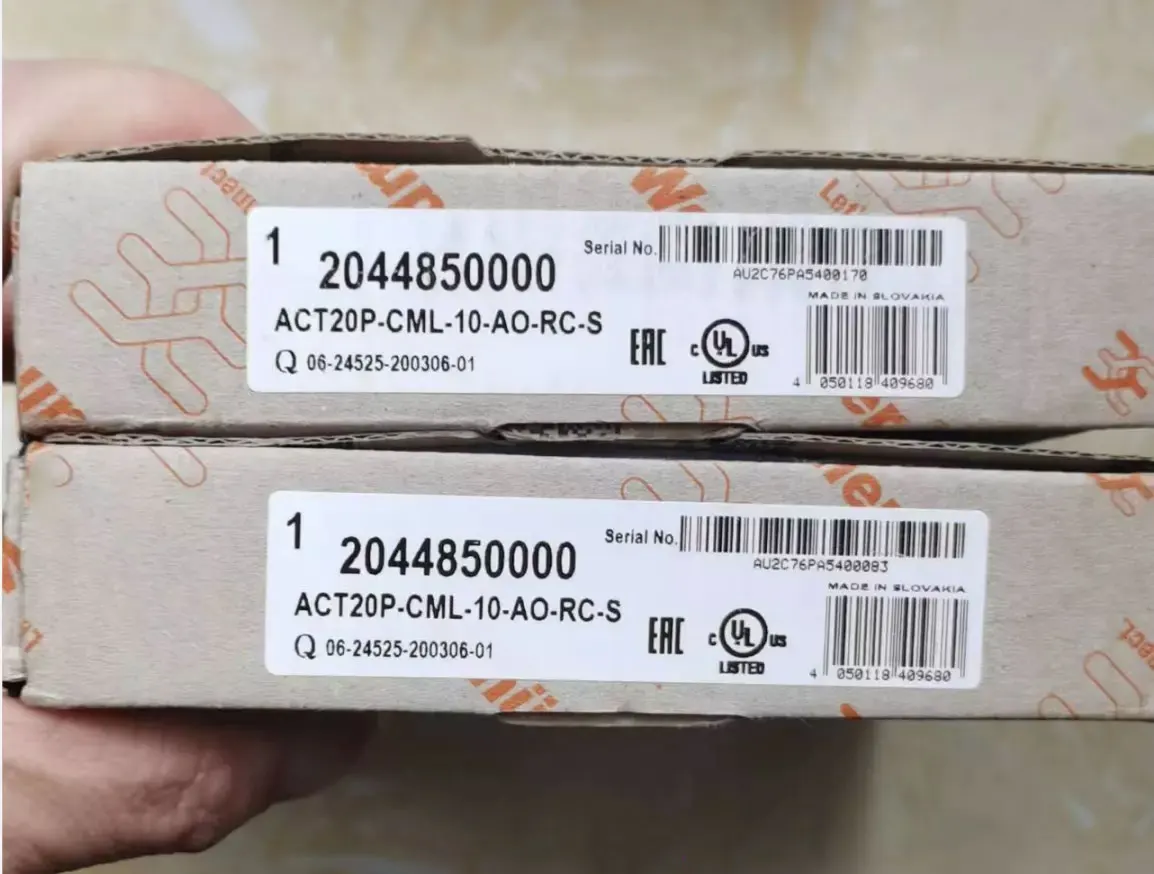 1
2044850000
Serial No.
AU2C76PA5400170
MADE IN SLOVAKIA
ACT20P-CML-10-AO-RC-S
EAC
c UL us
LISTED
Q 06-24525-200306-01
4 050118 409680
1
2044850000
Serial No.
AU2C76PA5400083
MADE IN SLOVAKIA
ACT20P-CML-10-AO-RC-S
EAC
c UL us
LISTED
Q 06-24525-200306-01
4 050118 409680